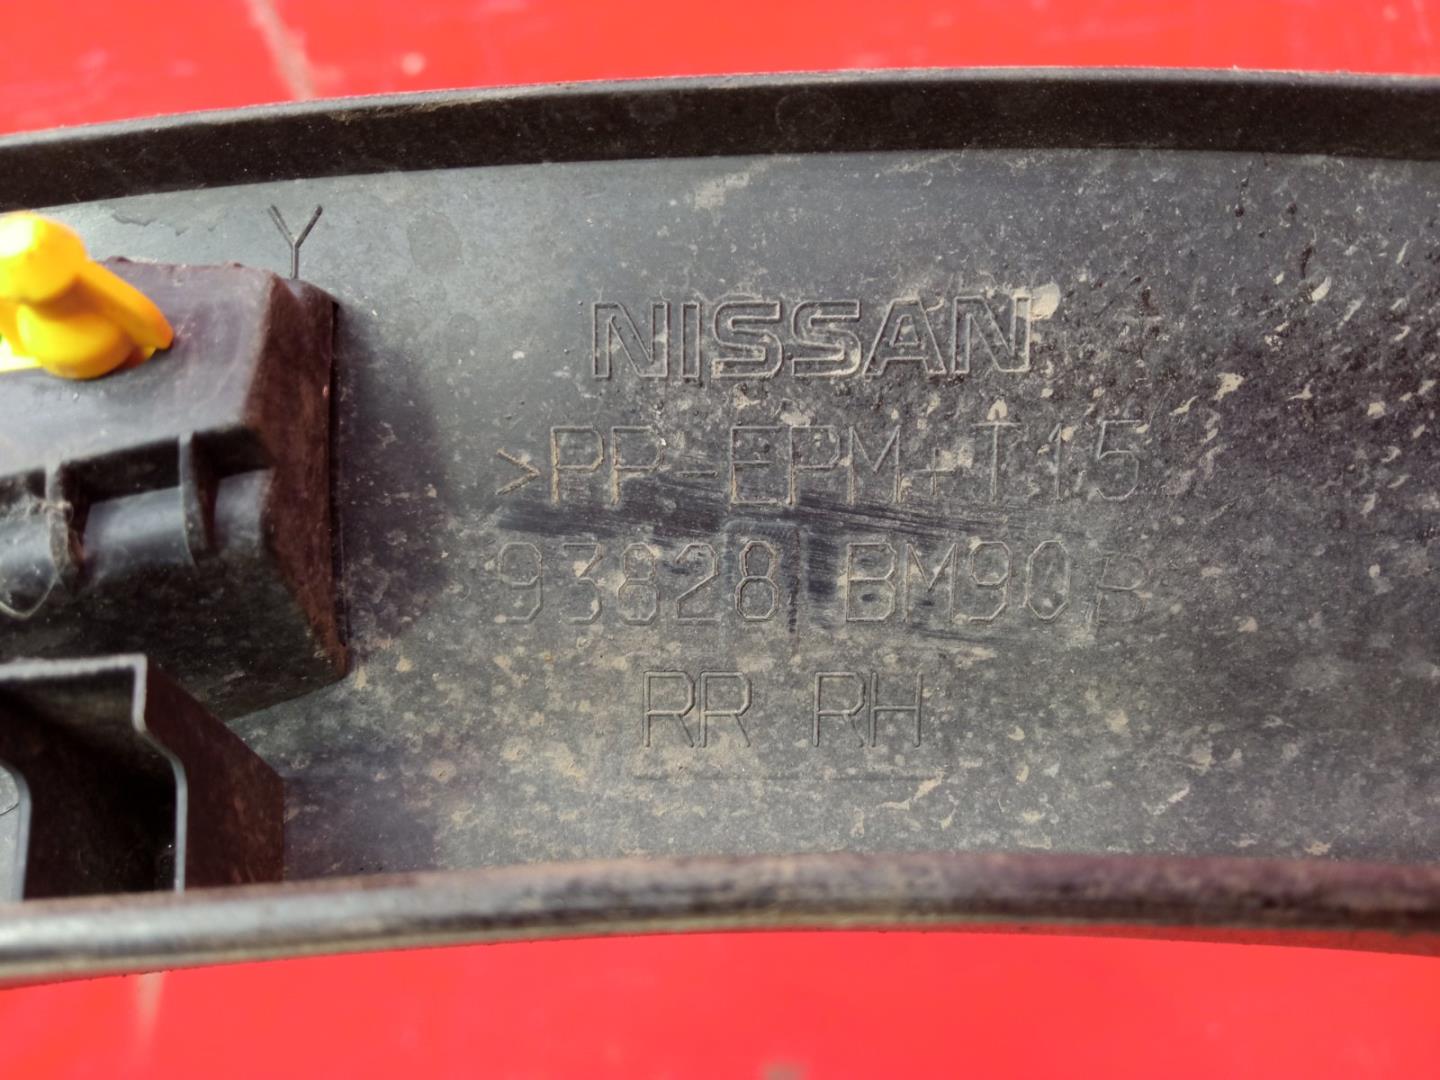 Y
NISSAN
>PP-EPM+T15
93828 BM90B
RR RH